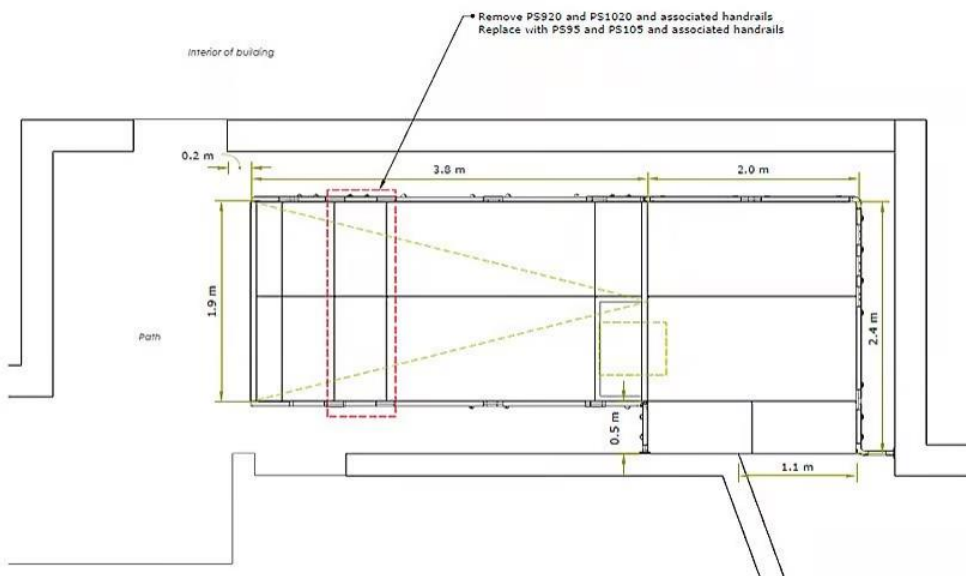 Remove PS920 and PS1020 and associated handrails
Replace with PS95 and PS105 and associated handrails
Interior of building
0.2 m
3.8 m
2.0 m
1.9 m
Path
2.4 m
0.5 m
1.1 m